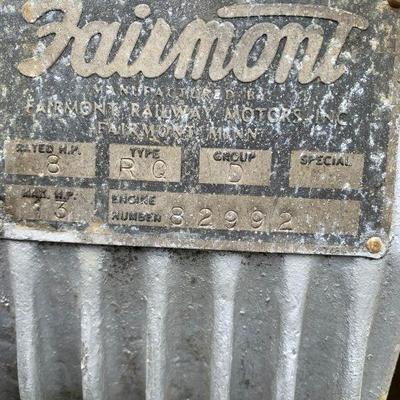 Fairmont
MANUFACTURED BY
FAIRMONT RAILWAY MOTORS, INC
FAIRMONT, MINN.
RATED H.P. TYPE GROUP SPECIAL
8 RQ D
MAX. H.P. ENGINE
13 NUMBER 82992